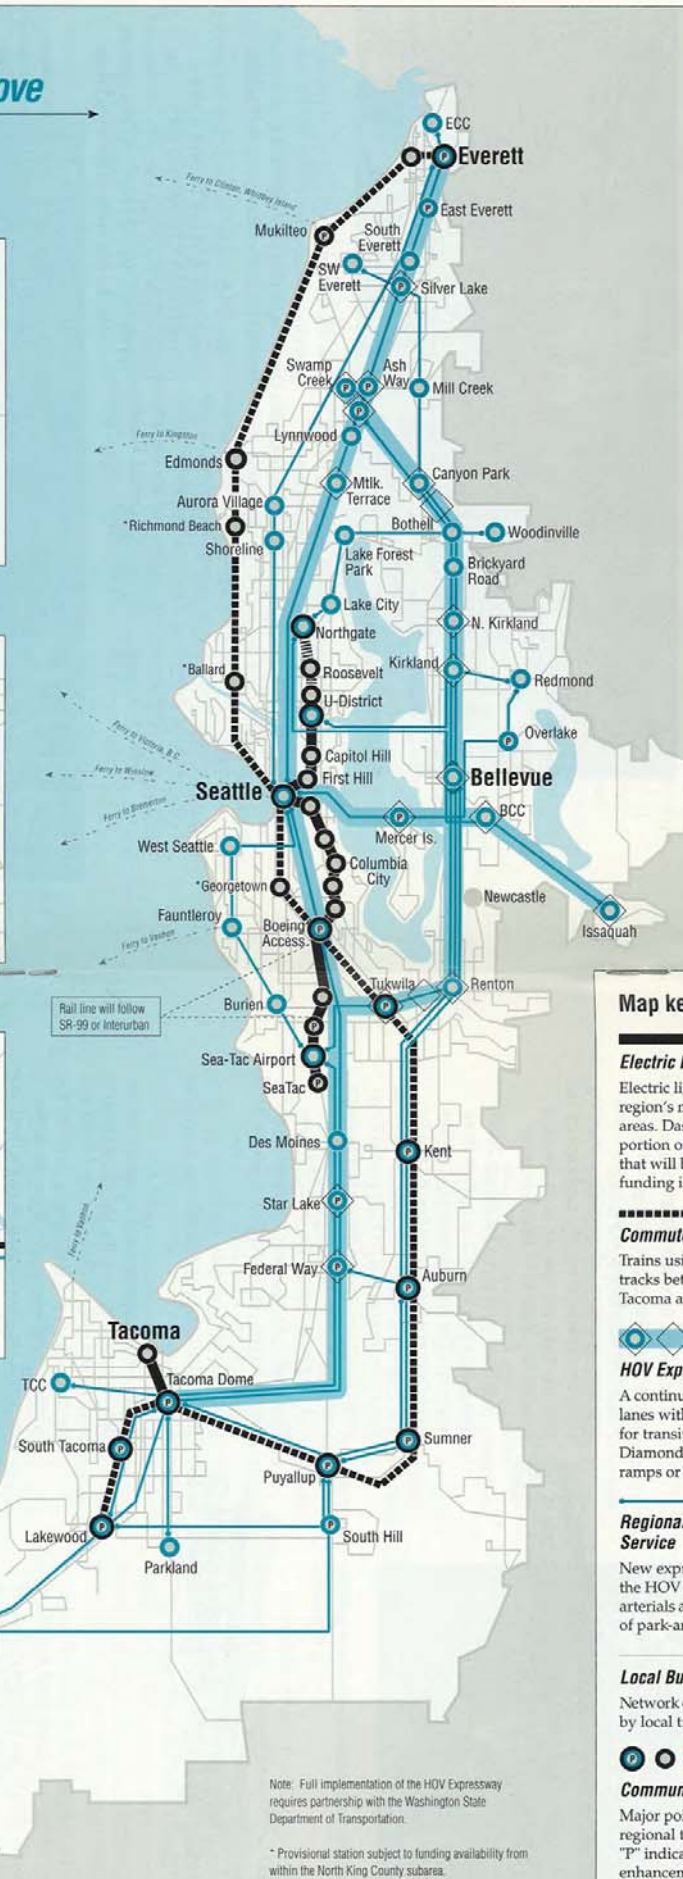 ove
ECC
Everett
Ferry to Clinton, Whidbey Island
East Everett
Mukilteo
South
Everett
SW
Everett
Silver Lake
Swamp
Creek
Ash
Way
Mill Creek
Lynnwood
Ferry to Kingston
Edmonds
Canyon Park
Mtlk.
Terrace
Aurora Village
*Richmond Beach
Bothell
Woodinville
Shoreline
Lake Forest
Park
Brickyard
Road
Lake City
Northgate
N. Kirkland
*Ballard
Roosevelt
Kirkland
Redmond
U-District
Ferry to Victoria, B.C.
Overlake
Capitol Hill
Ferry to Winslow
First Hill
Bellevue
Seattle
Ferry to Bremerton
BCC
Mercer Is.
West Seattle
Columbia
City
*Georgetown
Newcastle
Fauntleroy
Boeing
Access
Issaquah
Ferry to Vashon
Tukwila
Renton
Rail line will follow
SR-99 or Interurban
Burien
Sea-Tac Airport
SeaTac
Des Moines
Kent
Star Lake
Ferry to Vashon
Federal Way
Auburn
Tacoma
TCC
Tacoma Dome
South Tacoma
Sumner
Puyallup
Lakewood
South Hill
Parkland
Map ke
Electric l
Electric li
region's n
areas. Das
portion o
that will b
funding i
Commute
Trains usi
tracks bet
Tacoma a
HOV Exp
A continu
lanes with
for transi
Diamond
ramps or
Regiona
Service
New expr
the HOV
arterials a
of park-an
Local Bu
Network
by local t
P
Commun
Major poi
regional t
"P" indica
enhancen
Note: Full implementation of the HOV Expressway
requires partnership with the Washington State
Department of Transportation.
* Provisional station subject to funding availability from
within the North King County subarea.